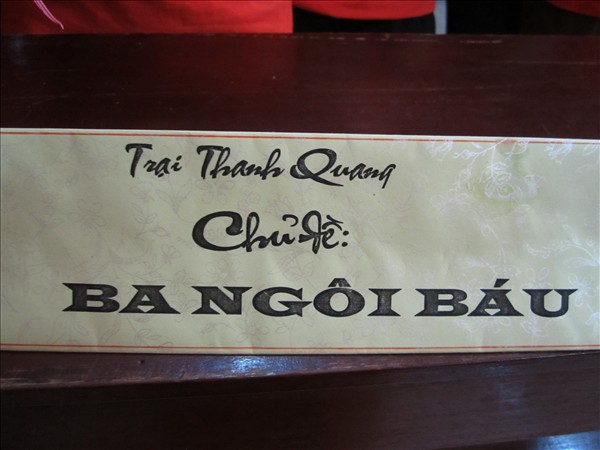 Trại Thanh Quang
Chủ đề:
BA NGÔI BÁU